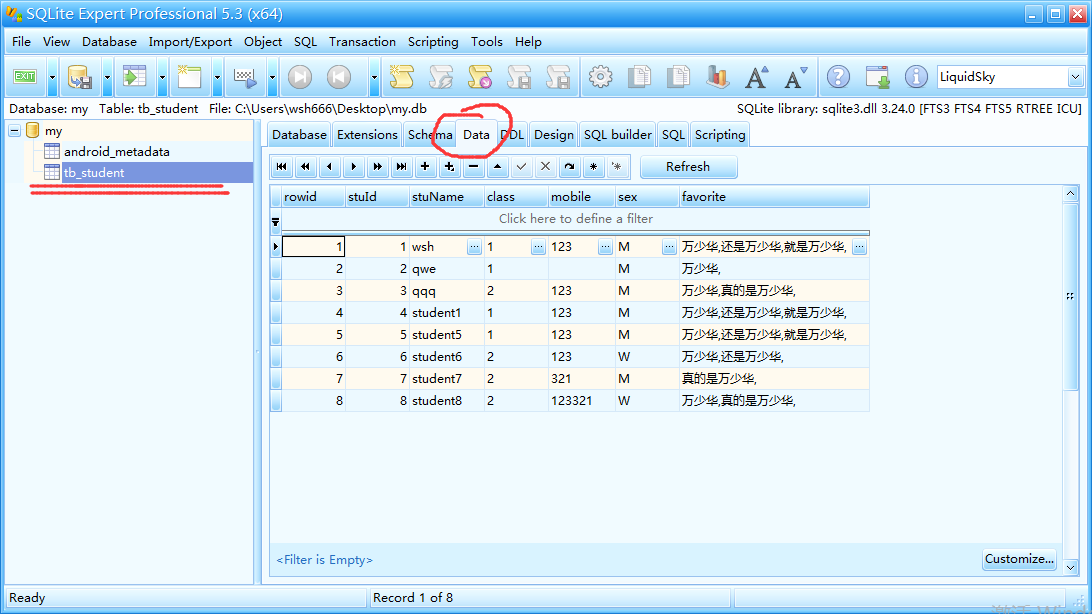 SQLite Expert Professional 5.3 (x64)
File View Database Import/Export Object SQL Transaction Scripting Tools Help
EXIT LiquidSky
Database: my Table: tb_student File: C:\Users\wsh666\Desktop\my.db SQLite library: sqlite3.dll 3.24.0 [FTS3 FTS4 FTS5 RTREE ICU]
my
android_metadata
tb_student
Database Extensions Schema Data DDL Design SQL builder SQL Scripting
Refresh
rowid stuId stuName class mobile sex favorite
Click here to define a filter
1 1 wsh 1 123 M 万少华,还是万少华,就是万少华,
2 2 qwe 1 M 万少华,
3 3 qqq 2 123 M 万少华,真的是万少华,
4 4 student1 1 123 M 万少华,还是万少华,就是万少华,
5 5 student5 1 123 M 万少华,还是万少华,就是万少华,
6 6 student6 2 123 W 万少华,还是万少华,
7 7 student7 2 321 M 真的是万少华,
8 8 student8 2 123321 W 万少华,真的是万少华,
<Filter is Empty> Customize...
Ready Record 1 of 8